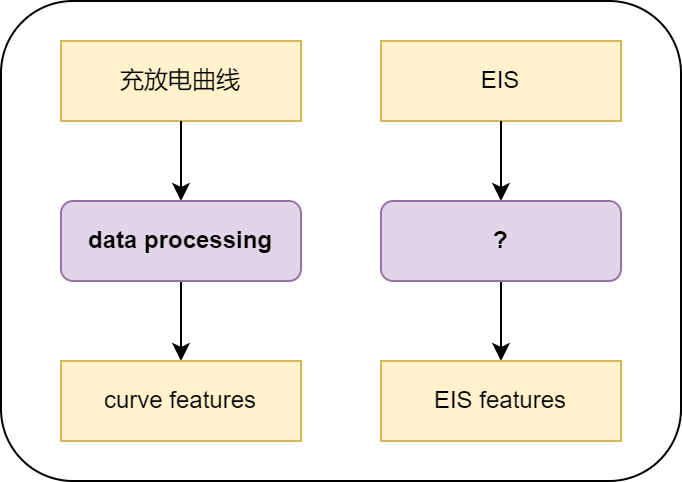 充放电曲线
EIS
data processing
?
curve features
EIS features